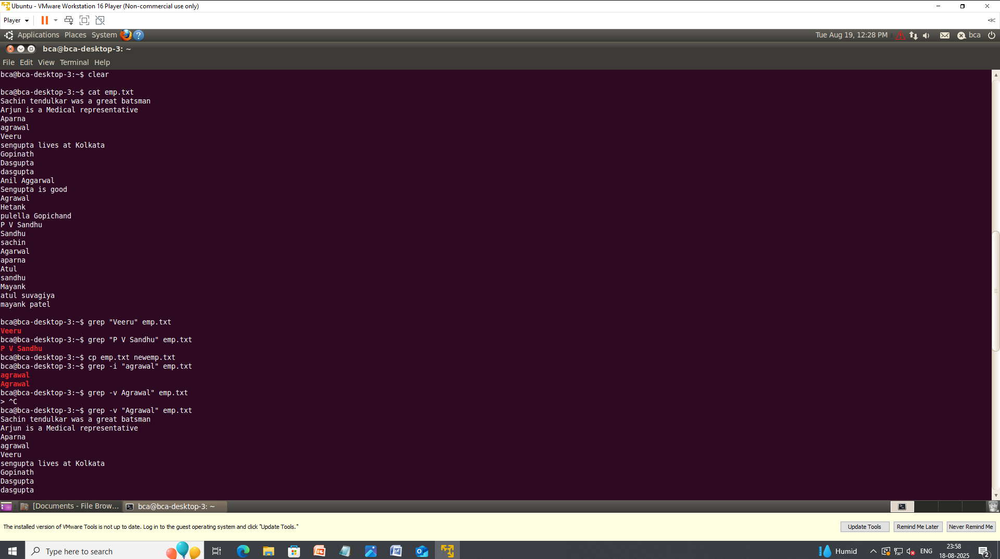 Ubuntu - VMware Workstation 16 Player (Non-commercial use only)
Player
Applications Places System
Tue Aug 19, 12:28 PM
bca
bca@bca-desktop-3: ~
File Edit View Terminal Help
bca@bca-desktop-3:~$ clear
bca@bca-desktop-3:~$ cat emp.txt
Sachin tendulkar was a great batsman
Arjun is a Medical representative
Aparna
agrawal
Veeru
sengupta lives at Kolkata
Gopinath
Dasgupta
dasgupta
Anil Aggarwal
Sengupta is good
Agrawal
Hetank
pulella Gopichand
P V Sandhu
Sandhu
sachin
Agarwal
aparna
Atul
sandhu
Mayank
atul suvagiya
mayank patel
bca@bca-desktop-3:~$ grep "Veeru" emp.txt
Veeru
bca@bca-desktop-3:~$ grep "P V Sandhu" emp.txt
P V Sandhu
bca@bca-desktop-3:~$ cp emp.txt newemp.txt
bca@bca-desktop-3:~$ grep -i "agrawal" emp.txt
agrawal
Agrawal
bca@bca-desktop-3:~$ grep -v Agrawal" emp.txt
> ^C
bca@bca-desktop-3:~$ grep -v "Agrawal" emp.txt
Sachin tendulkar was a great batsman
Arjun is a Medical representative
Aparna
agrawal
Veeru
sengupta lives at Kolkata
Gopinath
Dasgupta
dasgupta
[Documents - File Brow...
bca@bca-desktop-3: ~
The installed version of VMware Tools is not up to date. Log in to the guest operating system and click "Update Tools."
Update Tools
Remind Me Later
Never Remind Me
Type here to search
Humid
ENG
23:58
18-08-2025
2